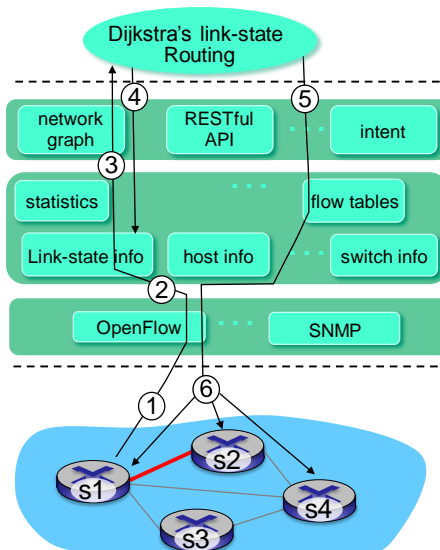 Dijkstra's link-state
Routing
4
5
network
graph
RESTful
API
intent
3
statistics
flow tables
Link-state info
host info
switch info
2
OpenFlow
SNMP
1
6
s2
s1
s4
s3